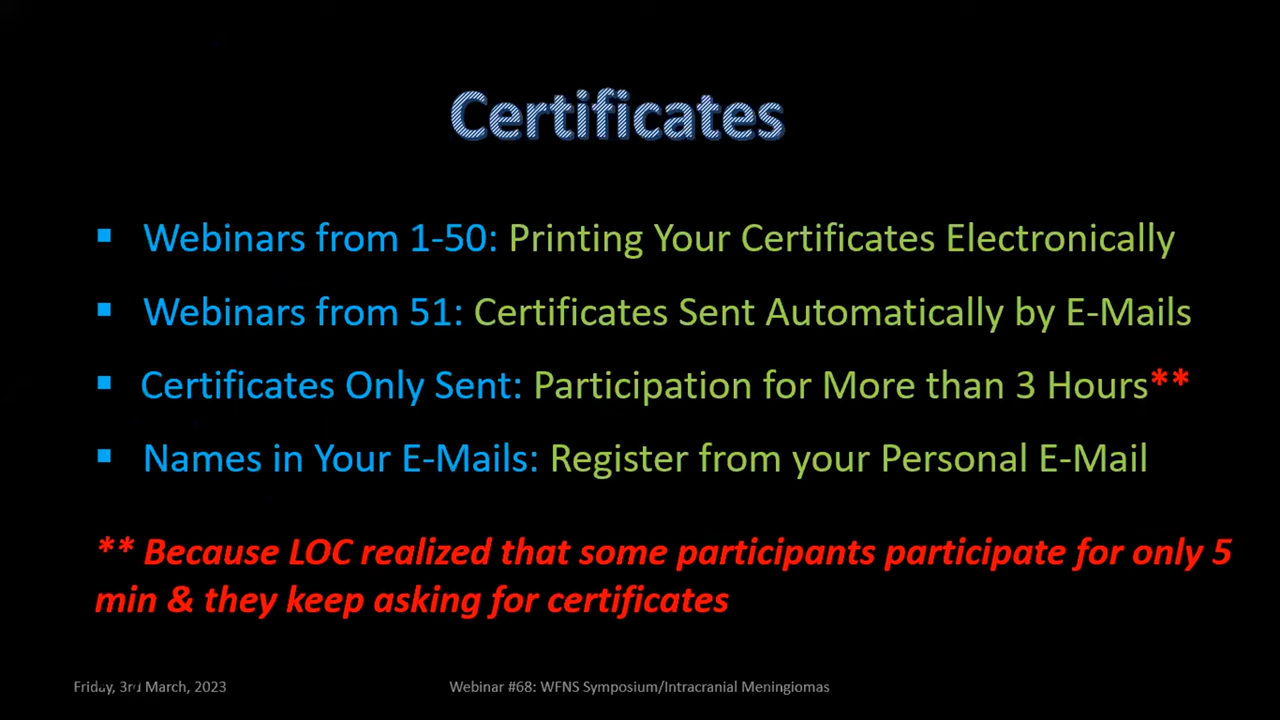 Certificates
Webinars from 1-50: Printing Your Certificates Electronically
Webinars from 51: Certificates Sent Automatically by E-Mails
Certificates Only Sent: Participation for More than 3 Hours**
Names in Your E-Mails: Register from your Personal E-Mail
** Because LOC realized that some participants participate for only 5
min & they keep asking for certificates
Friday, 3rd March, 2023
Webinar #68: WFNS Symposium/Intracranial Meningiomas